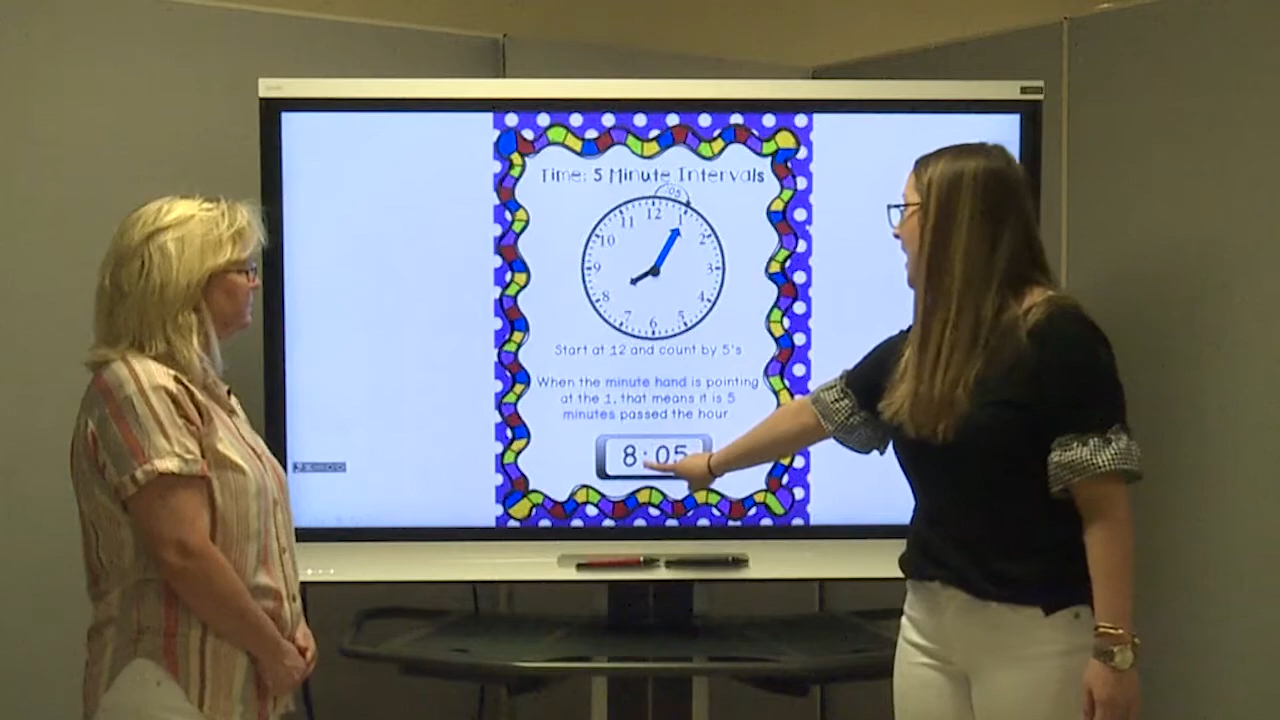 Time: 5 Minute Intervals
:05
11 12 1
10 2
9 3
8 4
7 6 5
Start at 12 and count by 5's
When the minute hand is pointing
at the 1, that means it is 5
minutes passed the hour.
8:05